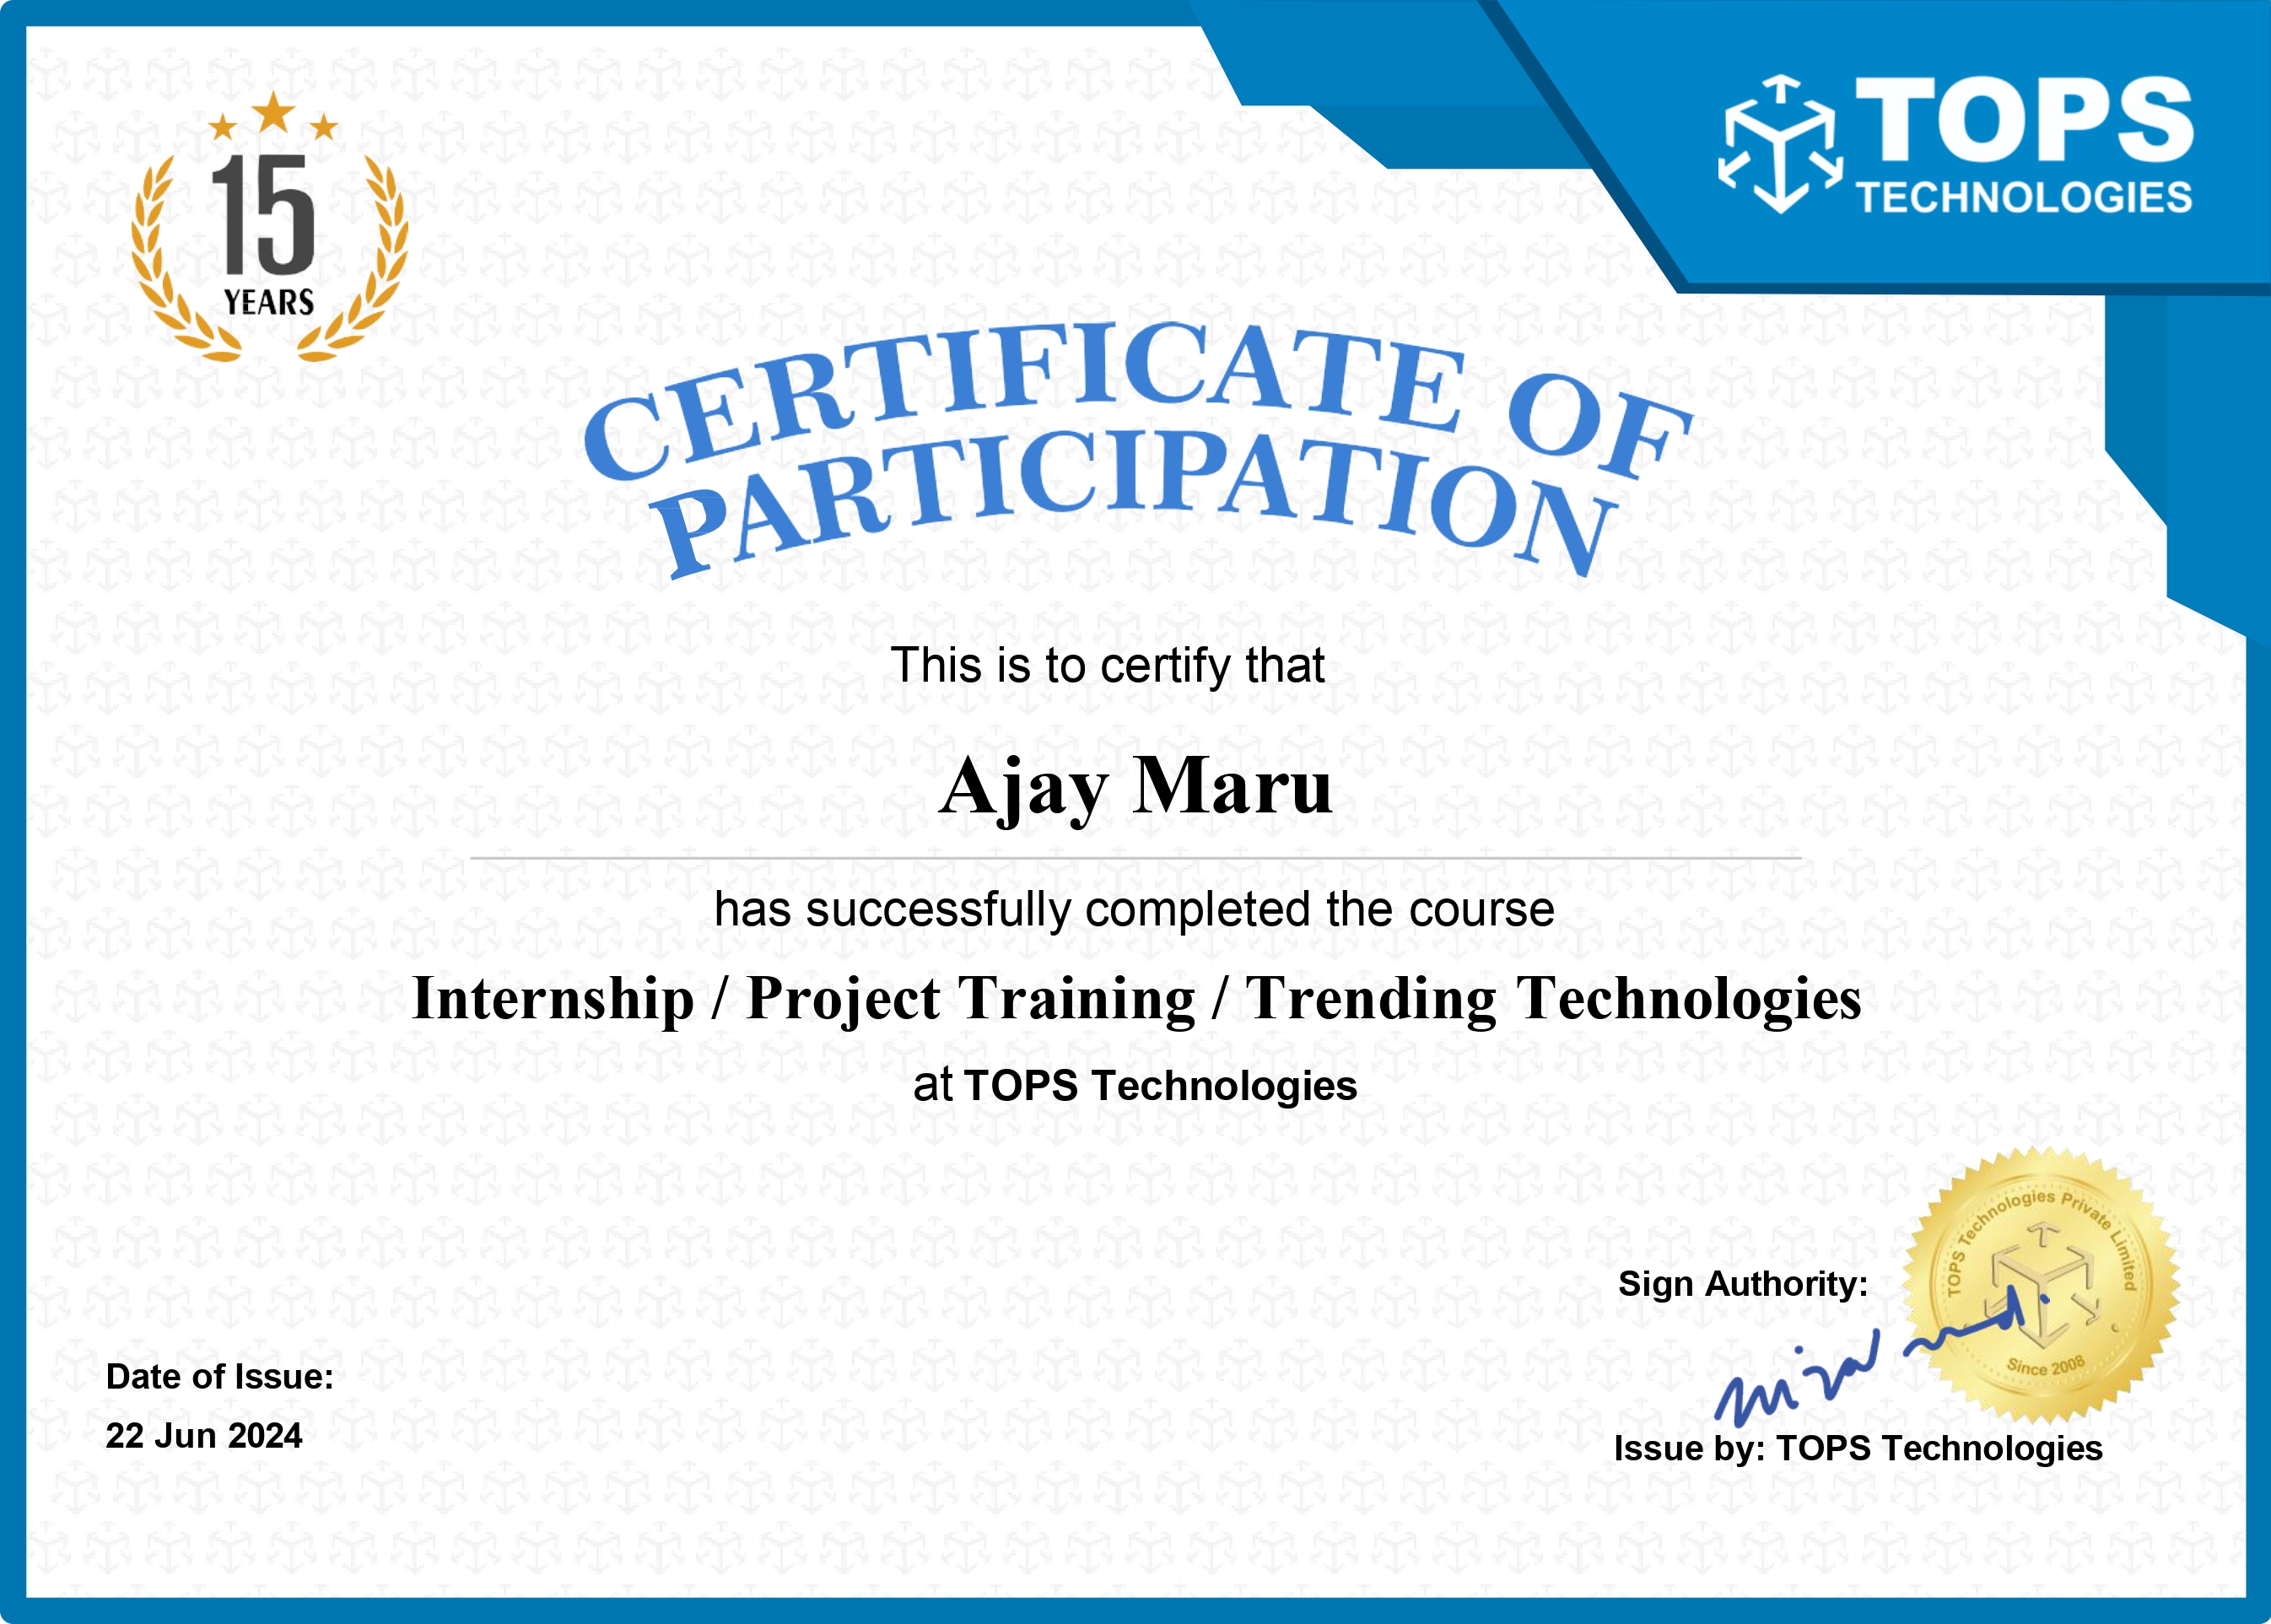 15
YEARS
TOPS
TECHNOLOGIES
CERTIFICATE OF
PARTICIPATION
This is to certify that
Ajay Maru
has successfully completed the course
Internship / Project Training / Trending Technologies
at TOPS Technologies
Date of Issue:
22 Jun 2024
Sign Authority:
TOPS Technologies Private Limited
Since 2008
Issue by: TOPS Technologies